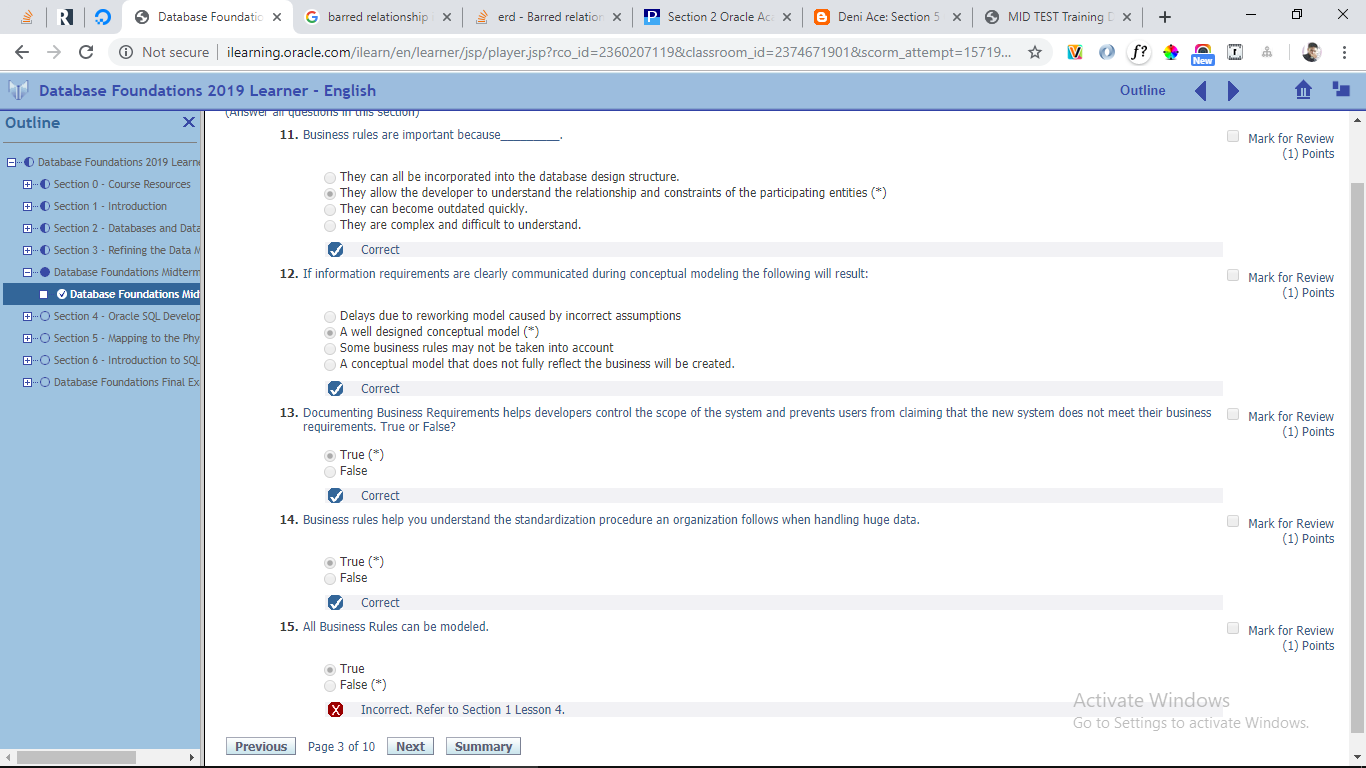 Database Foundatio
barred relationship
erd - Barred relation
Section 2 Oracle Aca
Deni Ace: Section 5
MID TEST Training D
Not secure
ilearning.oracle.com/ilearn/en/learner/jsp/player.jsp?rco_id=2360207119&classroom_id=2374671901&scorm_attempt=15719...
f?
New
Database Foundations 2019 Learner - English
Outline
Outline
Database Foundations 2019 Learne
Section 0 - Course Resources
Section 1 - Introduction
Section 2 - Databases and Data
Section 3 - Refining the Data M
Database Foundations Midterm
Database Foundations Mid
Section 4 - Oracle SQL Develop
Section 5 - Mapping to the Phy
Section 6 - Introduction to SQL
Database Foundations Final Ex
(Answer all questions in this section)
11. Business rules are important because_________.
Mark for Review
(1) Points
They can all be incorporated into the database design structure.
They allow the developer to understand the relationship and constraints of the participating entities (*)
They can become outdated quickly.
They are complex and difficult to understand.
Correct
12. If information requirements are clearly communicated during conceptual modeling the following will result:
Mark for Review
(1) Points
Delays due to reworking model caused by incorrect assumptions
A well designed conceptual model (*)
Some business rules may not be taken into account
A conceptual model that does not fully reflect the business will be created.
Correct
13. Documenting Business Requirements helps developers control the scope of the system and prevents users from claiming that the new system does not meet their business
requirements. True or False?
Mark for Review
(1) Points
True (*)
False
Correct
14. Business rules help you understand the standardization procedure an organization follows when handling huge data.
Mark for Review
(1) Points
True (*)
False
Correct
15. All Business Rules can be modeled.
Mark for Review
(1) Points
True
False (*)
Incorrect. Refer to Section 1 Lesson 4.
Previous Page 3 of 10 Next Summary
Activate Windows
Go to Settings to activate Windows.